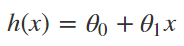 h(x) = θ₀ + θ₁x